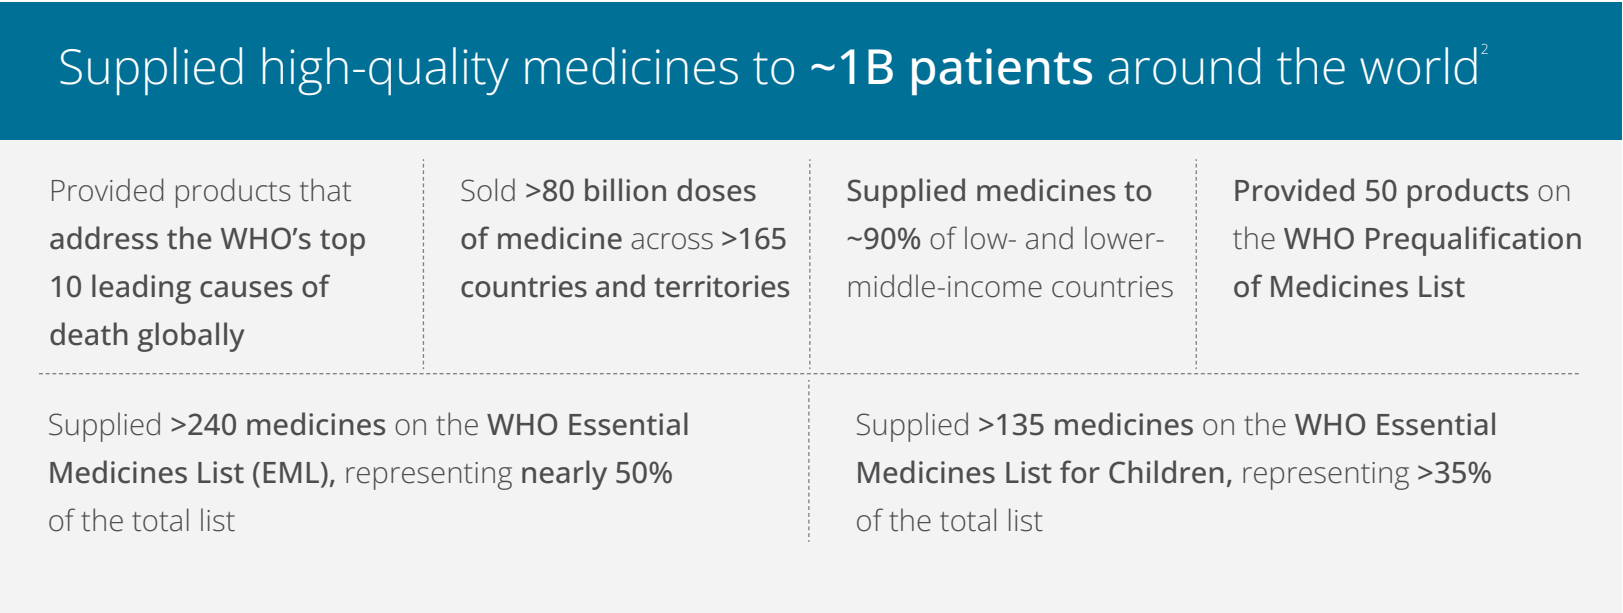 Supplied high-quality medicines to ~1B patients around the world²
Provided products that
address the WHO’s top
10 leading causes of
death globally
Sold >80 billion doses
of medicine across >165
countries and territories
Supplied medicines to
~90% of low- and lower-
middle-income countries
Provided 50 products on
the WHO Prequalification
of Medicines List
Supplied >240 medicines on the WHO Essential
Medicines List (EML), representing nearly 50%
of the total list
Supplied >135 medicines on the WHO Essential
Medicines List for Children, representing >35%
of the total list